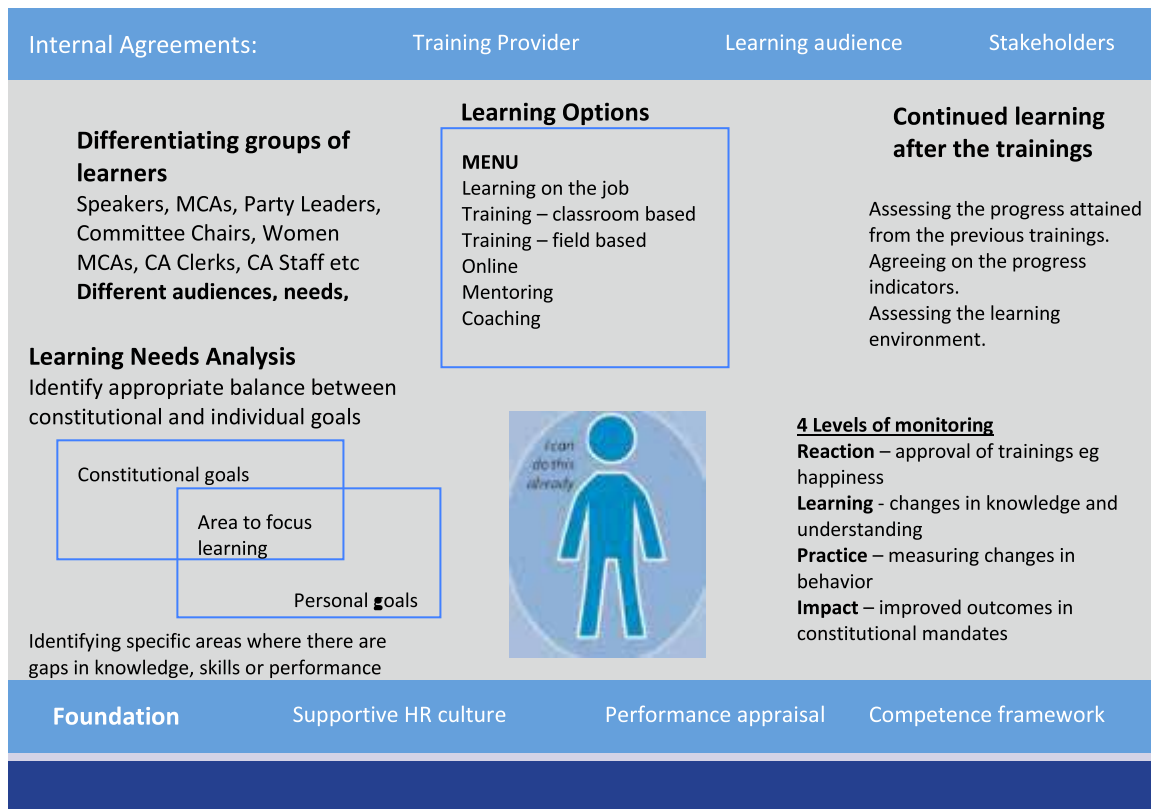 Internal Agreements: Training Provider Learning audience Stakeholders
Differentiating groups of
learners
Speakers, MCAs, Party Leaders,
Committee Chairs, Women
MCAs, CA Clerks, CA Staff etc
Different audiences, needs,
Learning Needs Analysis
Identify appropriate balance between
constitutional and individual goals
Constitutional goals
Area to focus
learning
Personal goals
Identifying specific areas where there are
gaps in knowledge, skills or performance
Learning Options
MENU
Learning on the job
Training – classroom based
Training – field based
Online
Mentoring
Coaching
I can
do this
already
Continued learning
after the trainings
Assessing the progress attained
from the previous trainings.
Agreeing on the progress
indicators.
Assessing the learning
environment.
4 Levels of monitoring
Reaction – approval of trainings eg
happiness
Learning - changes in knowledge and
understanding
Practice – measuring changes in
behavior
Impact – improved outcomes in
constitutional mandates
Foundation Supportive HR culture Performance appraisal Competence framework